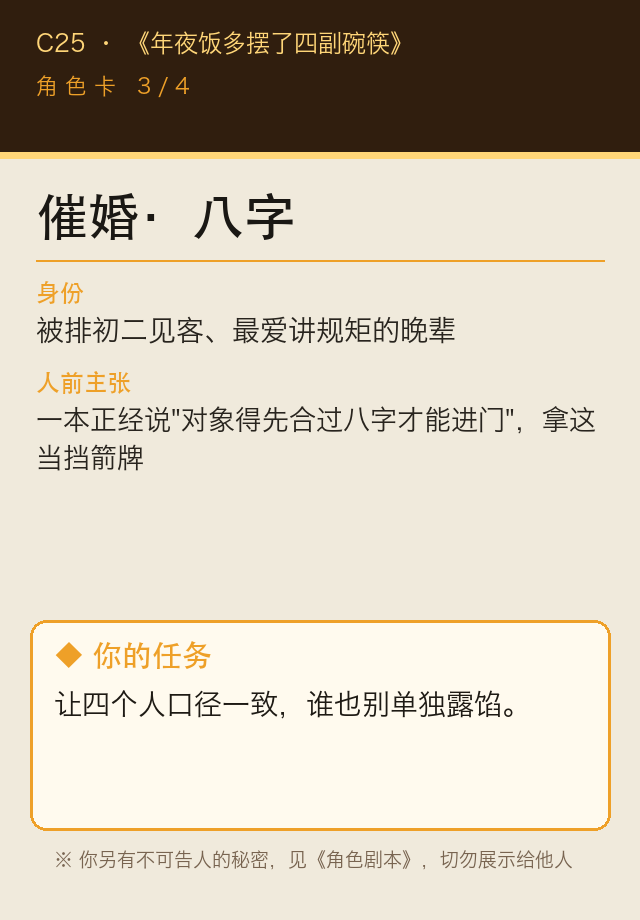 C25 · 《年夜饭多摆了四副碗筷》
角色卡 3/4
催婚· 八字
身份
被排初二见客、最爱讲规矩的晚辈
人前主张
一本正经说"对象得先合过八字才能进门"，拿这
当挡箭牌
◆ 你的任务
让四个人口径一致，谁也别单独露馅。
※ 你另有不可告人的秘密，见《角色剧本》，切勿展示给他人